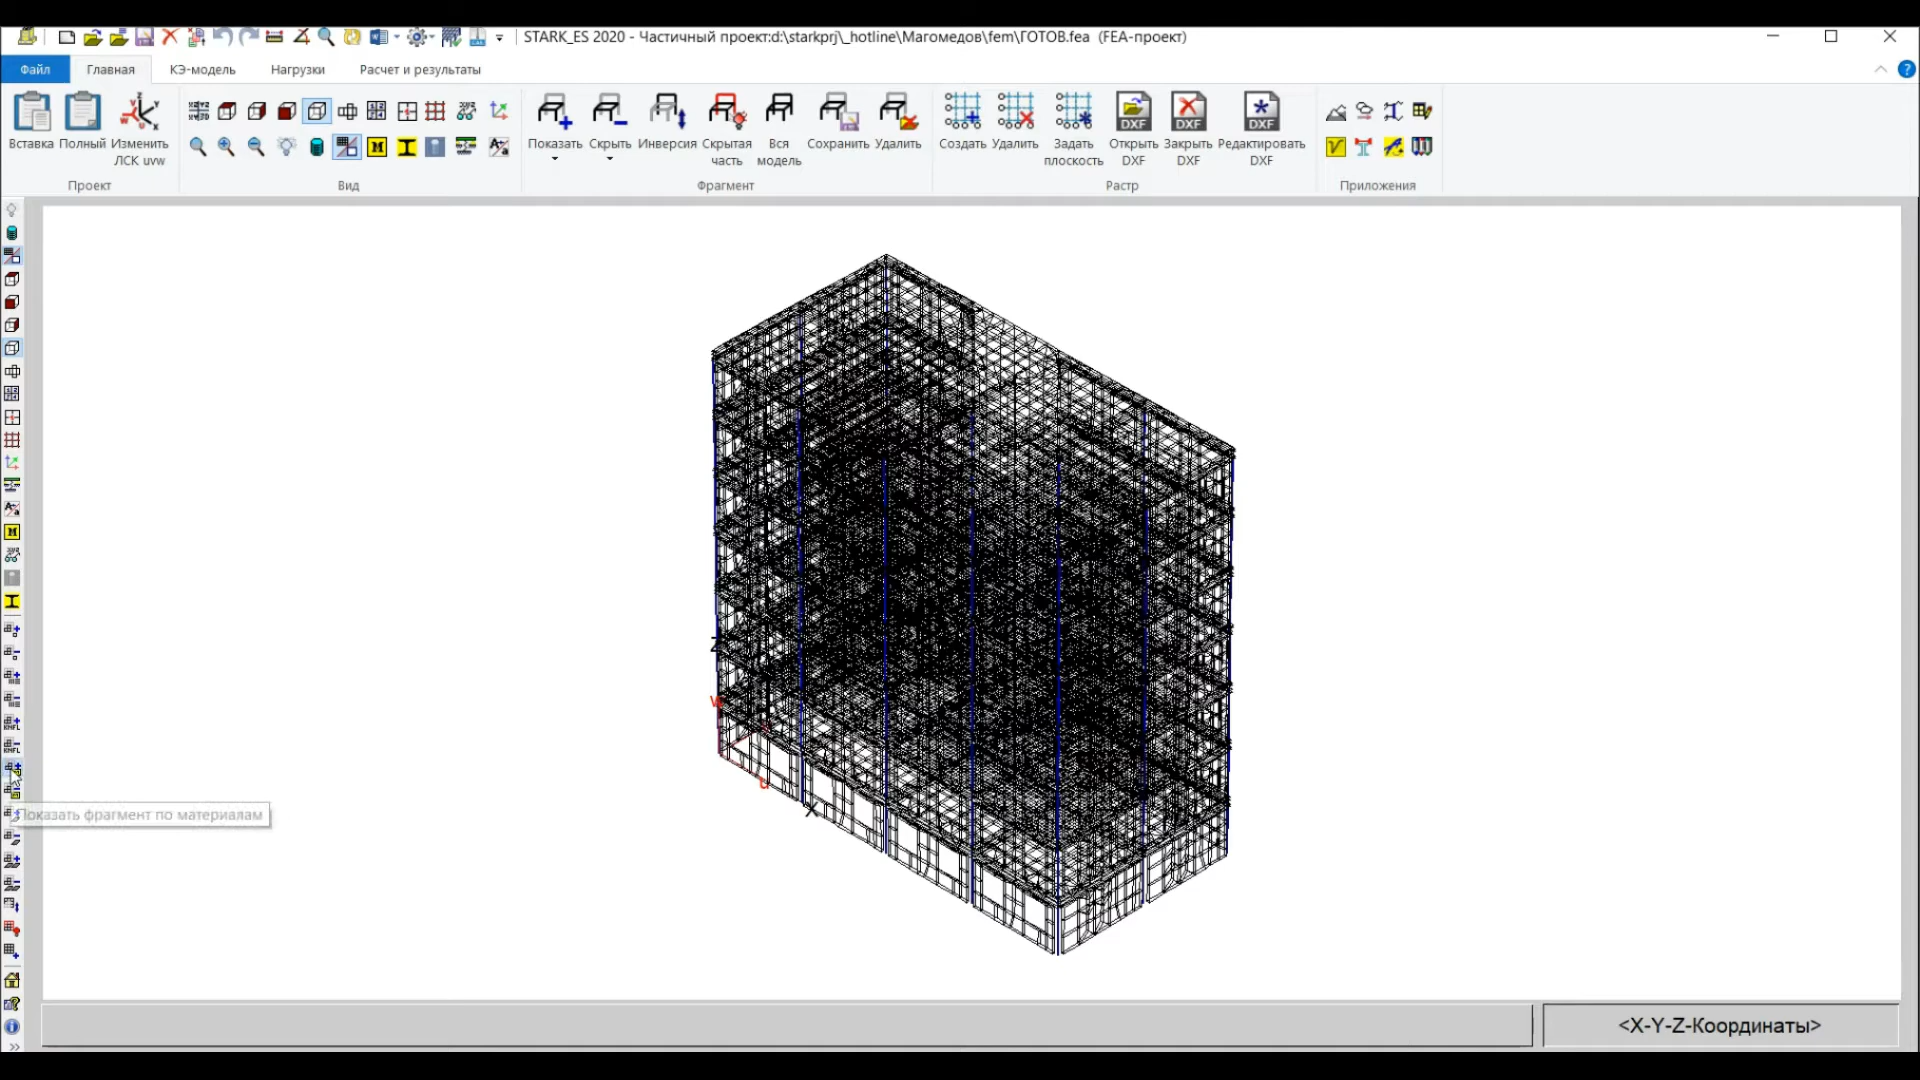 STARK_ES 2020 - Частичный проект:d:\starkprj\_hotline\Магомедов\fem\ГОТОВ.fea (FEA-проект)
Файл
Главная
КЭ-модель
Нагрузки
Расчет и результаты
Вставка
Полный
Изменить
ЛСК uvw
Показать
Скрыть
Инверсия
Скрытая
часть
Вся
модель
Сохранить
Удалить
Создать
Удалить
Задать
плоскость
Открыть
DXF
Закрыть
DXF
Редактировать
DXF
Проект
Вид
Фрагмент
Растр
Приложения
Z
w
u
X
Показать фрагмент по материалам
<X-Y-Z-Координаты>